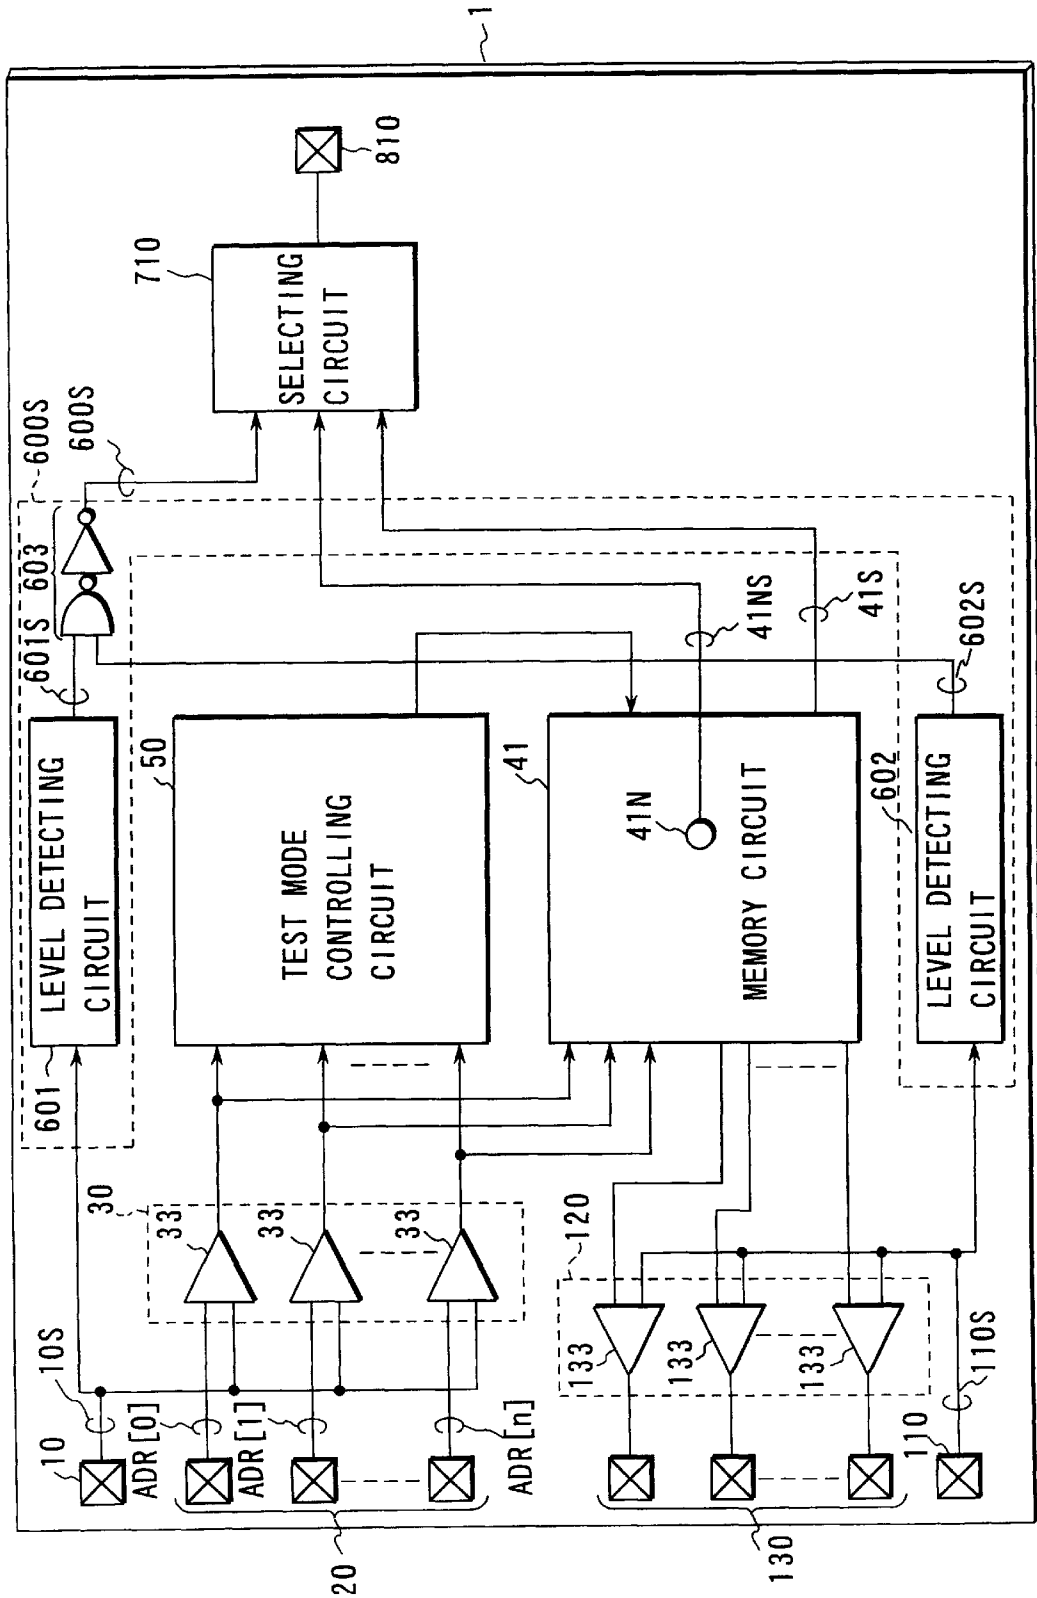 1
810
710
SELECTING
CIRCUIT
600S
600S
603
601S
41NS
41S
602S
601
LEVEL DETECTING
CIRCUIT
50
TEST MODE
CONTROLLING
CIRCUIT
41
41N
MEMORY CIRCUIT
602
LEVEL DETECTING
CIRCUIT
30
33
33
33
120
133
133
133
10S
10
ADR[0]
ADR[1]
ADR[n]
20
130
110
110S